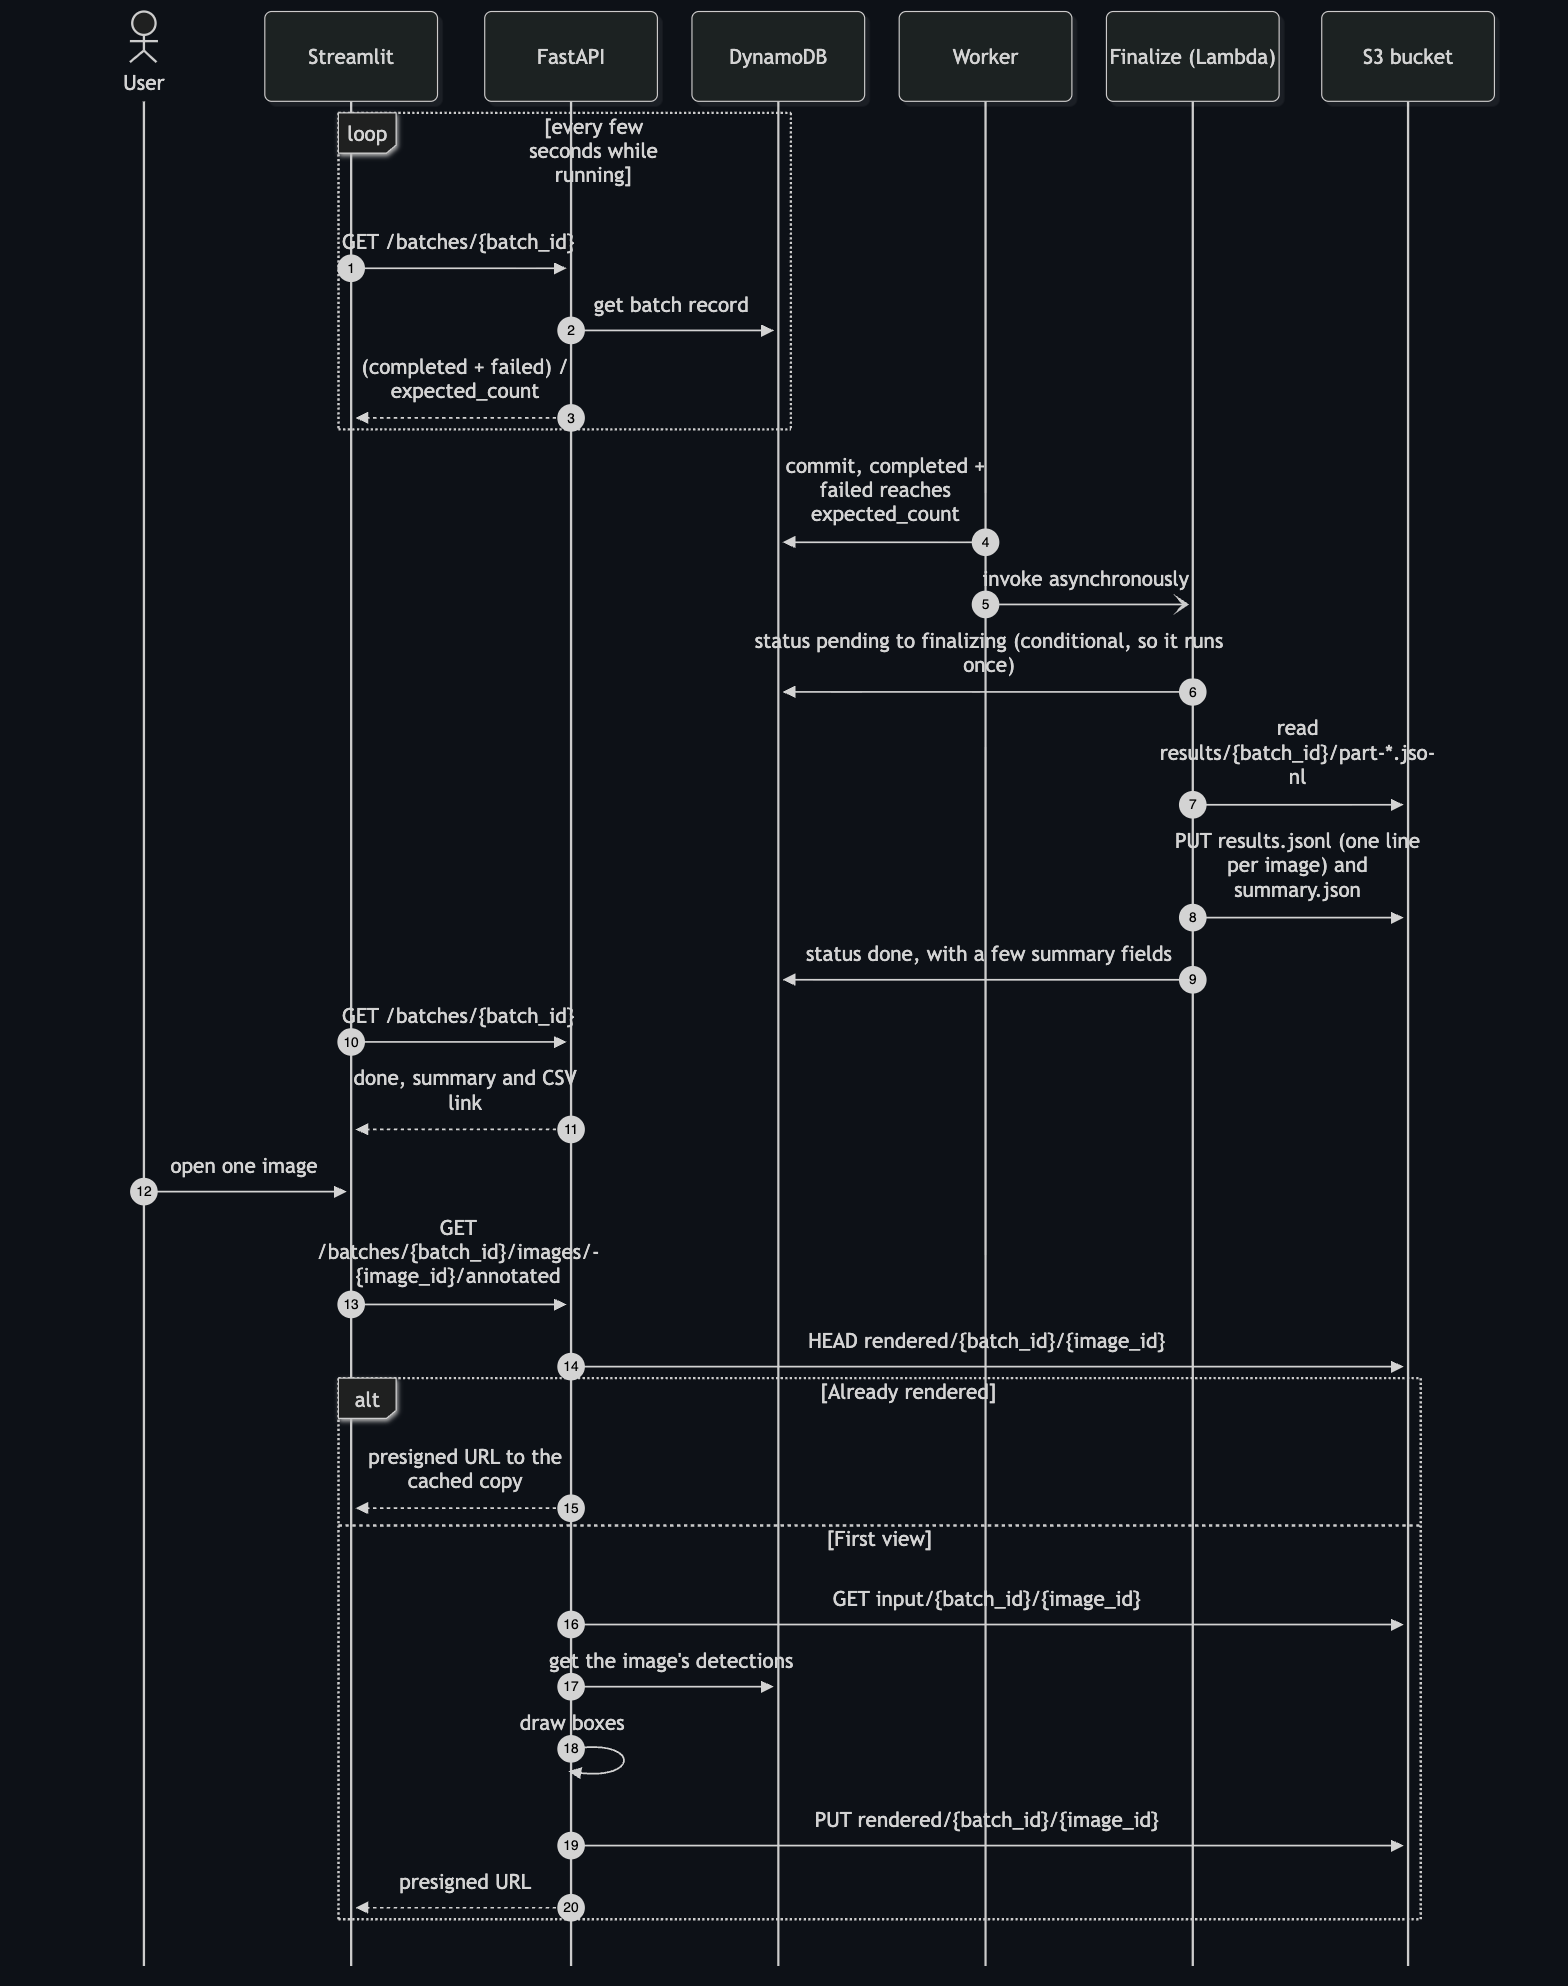 User
Streamlit
FastAPI
DynamoDB
Worker
Finalize (Lambda)
S3 bucket
loop
[every few
seconds while
running]
GET /batches/{batch_id}
1
get batch record
2
(completed + failed) /
expected_count
3
commit, completed +
failed reaches
expected_count
4
invoke asynchronously
5
status pending to finalizing (conditional, so it runs
once)
6
read
results/{batch_id}/part-*.jso-
nl
7
PUT results.jsonl (one line
per image) and
summary.json
8
status done, with a few summary fields
9
GET /batches/{batch_id}
10
done, summary and CSV
link
11
open one image
12
GET
/batches/{batch_id}/images/-
{image_id}/annotated
13
HEAD rendered/{batch_id}/{image_id}
14
alt
[Already rendered]
presigned URL to the
cached copy
15
[First view]
GET input/{batch_id}/{image_id}
16
get the image's detections
17
draw boxes
18
PUT rendered/{batch_id}/{image_id}
19
presigned URL
20